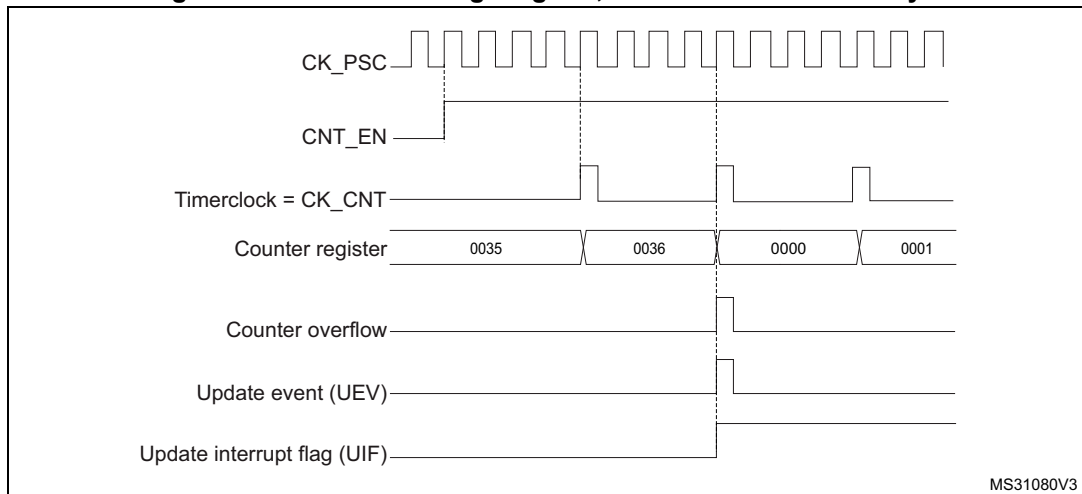 CK_PSC
CNT_EN
Timerclock = CK_CNT
Counter register 0035 0036 0000 0001
Counter overflow
Update event (UEV)
Update interrupt flag (UIF)
MS31080V3